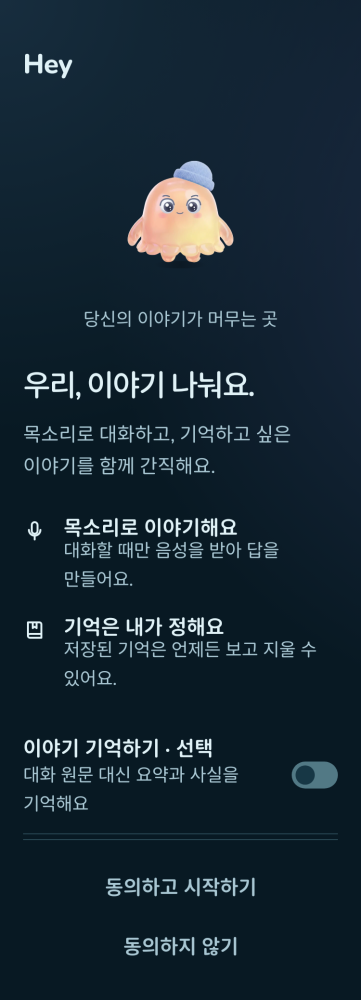 Hey
당신의 이야기가 머무는 곳
우리, 이야기 나눠요.
목소리로 대화하고, 기억하고 싶은
이야기를 함께 간직해요.
목소리로 이야기해요
대화할 때만 음성을 받아 답을
만들어요.
기억은 내가 정해요
저장된 기억은 언제든 보고 지울 수
있어요.
이야기 기억하기 · 선택
대화 원문 대신 요약과 사실을
기억해요
동의하고 시작하기
동의하지 않기